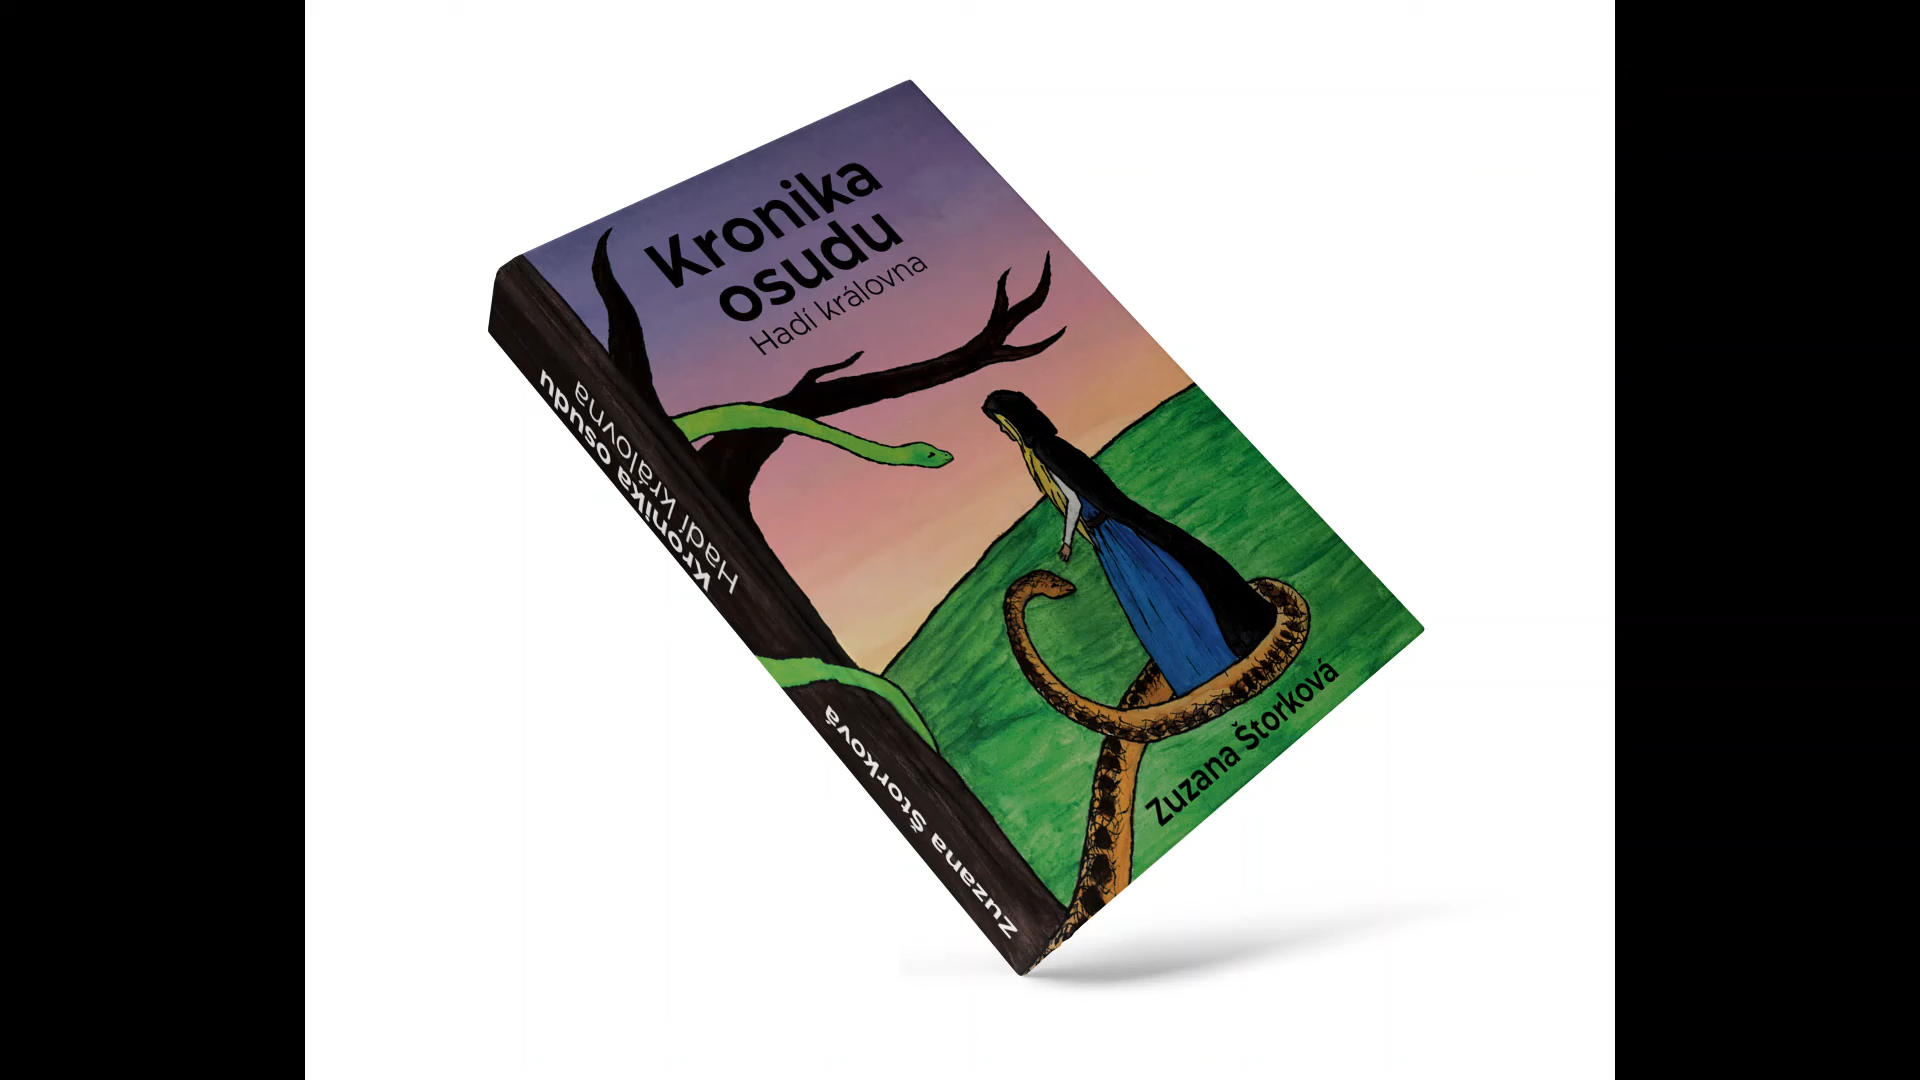 Kronika
osudu
Hadí královna
Zuzana Štorková
Zuzana Štorková
Kronika osudu
Hadí královna